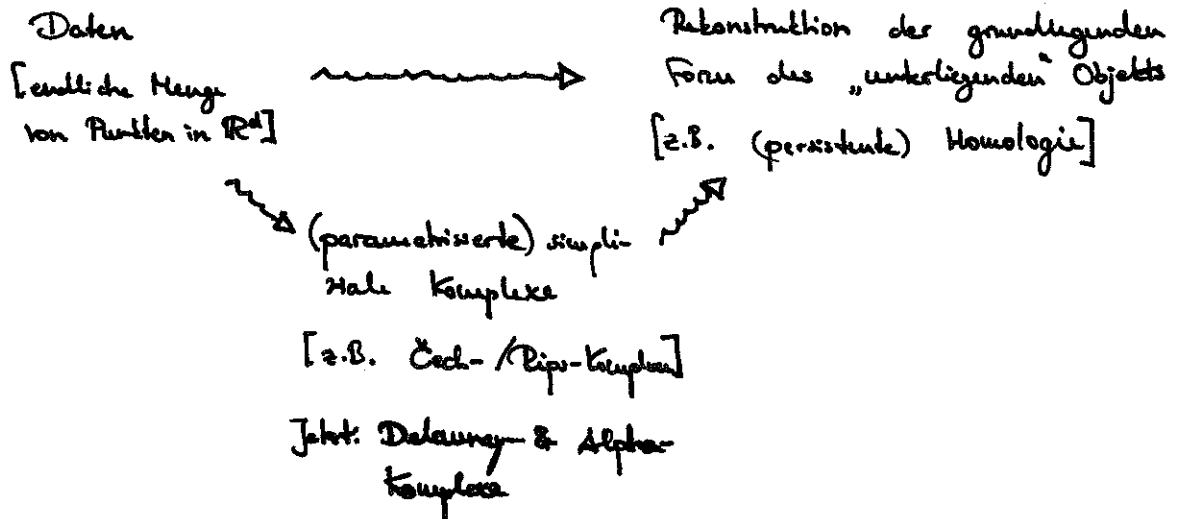 Daten
[endliche Menge
von Punkten in ℝᵈ]
Rekonstruktion der grundlegenden
Form des „unterliegenden“ Objekts
[z.B. (persistente) Homologie]
(parametrisierte) simpli-
ziale Komplexe
[z.B. Čech-/Rips-Komplexe]
Jetzt: Delaunay- & Alpha-
Komplexe